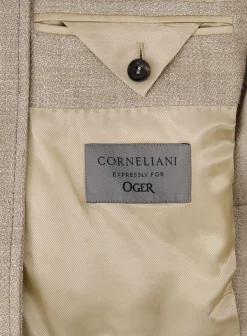 CORNELIANI
EXPRESSLY FOR
OGER